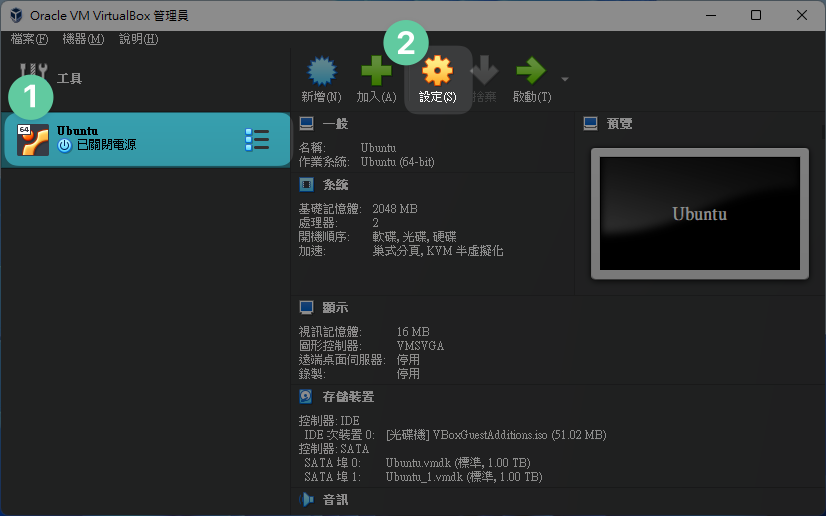 Oracle VM VirtualBox 管理員
檔案(F) 機器(M) 說明(H)
2
工具
新增(N) 加入(A) 設定(S) 捨棄 啟動(T)
1
64
Ubuntu
已關閉電源
一般
名稱: Ubuntu
作業系統: Ubuntu (64-bit)
預覽
Ubuntu
系統
基礎記憶體: 2048 MB
處理器: 2
開機順序: 軟碟, 光碟, 硬碟
加速: 巢式分頁, KVM 半虛擬化
顯示
視訊記憶體: 16 MB
圖形控制器: VMSVGA
遠端桌面伺服器: 停用
錄製: 停用
存儲裝置
控制器: IDE
IDE 次裝置 0: [光碟機] VBoxGuestAdditions.iso (51.02 MB)
控制器: SATA
SATA 埠 0: Ubuntu.vmdk (標準, 1.00 TB)
SATA 埠 1: Ubuntu_1.vmdk (標準, 1.00 TB)
音訊